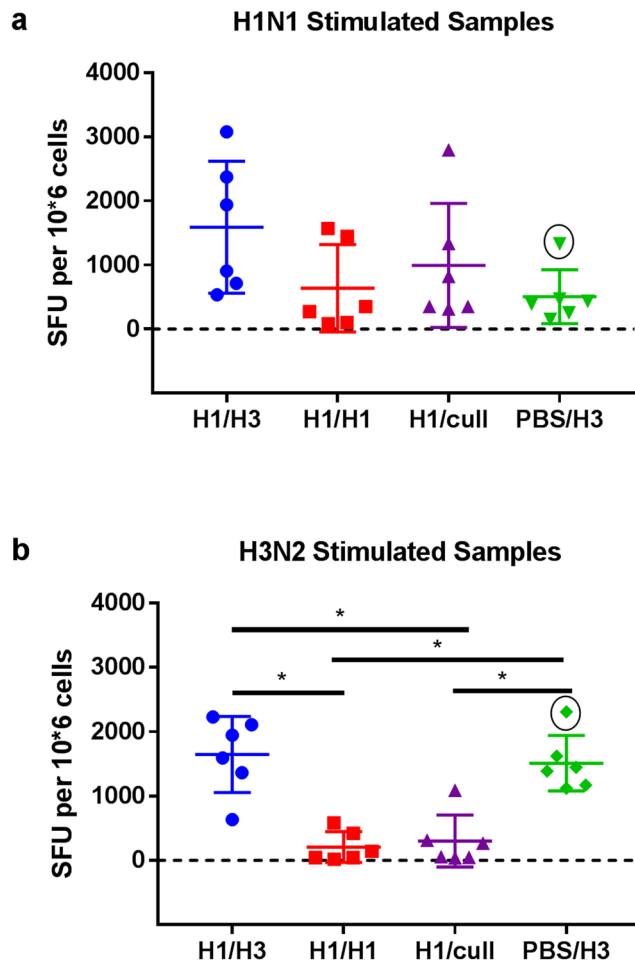 a
H1N1 Stimulated Samples
SFU per 10*6 cells
4000
3000
2000
1000
0
H1/H3 H1/H1 H1/cull PBS/H3
b
H3N2 Stimulated Samples
SFU per 10*6 cells
4000
3000
2000
1000
0
*
*
*
*
H1/H3 H1/H1 H1/cull PBS/H3